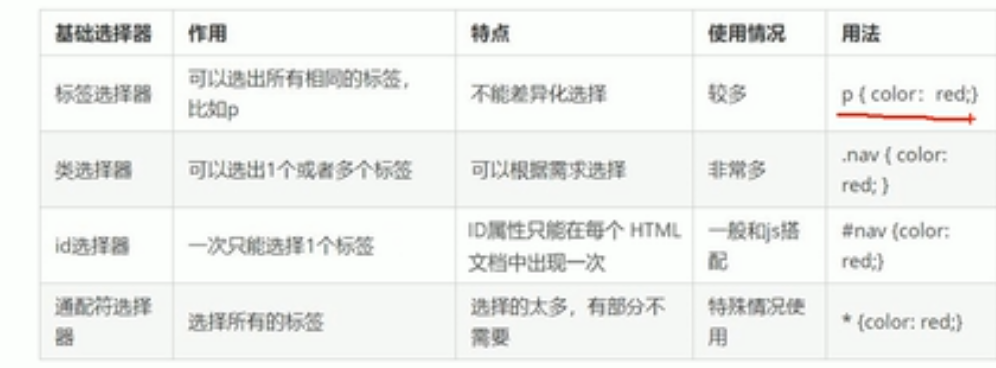 基础选择器 作用 特点 使用情况 用法
标签选择器 可以选出所有相同的标签，比如p 不能差异化选择 较多 p { color：red;}
类选择器 可以选出1个或者多个标签 可以根据需求选择 非常多 .nav { color: red; }
id选择器 一次只能选择1个标签 ID属性只能在每个 HTML 文档中出现一次 一般和js搭配 #nav {color: red;}
通配符选择器 选择所有的标签 选择的太多，有部分不需要 特殊情况使用 * {color: red;}